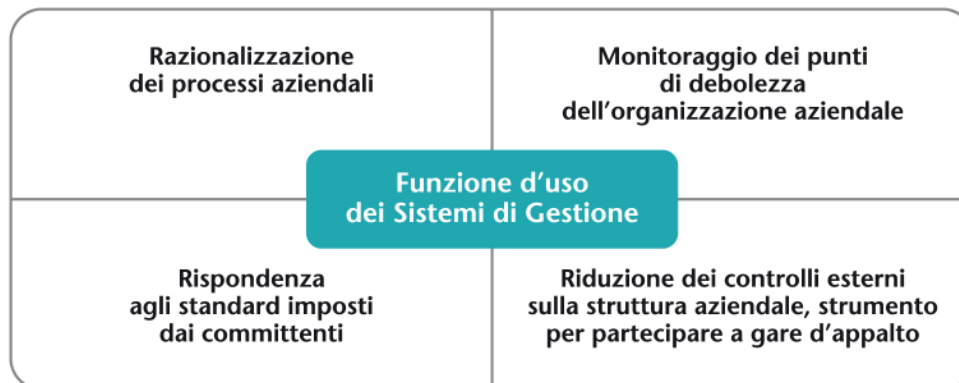 Razionalizzazione
dei processi aziendali
Monitoraggio dei punti
di debolezza
dell’organizzazione aziendale
Funzione d’uso
dei Sistemi di Gestione
Rispondenza
agli standard imposti
dai committenti
Riduzione dei controlli esterni
sulla struttura aziendale, strumento
per partecipare a gare d’appalto